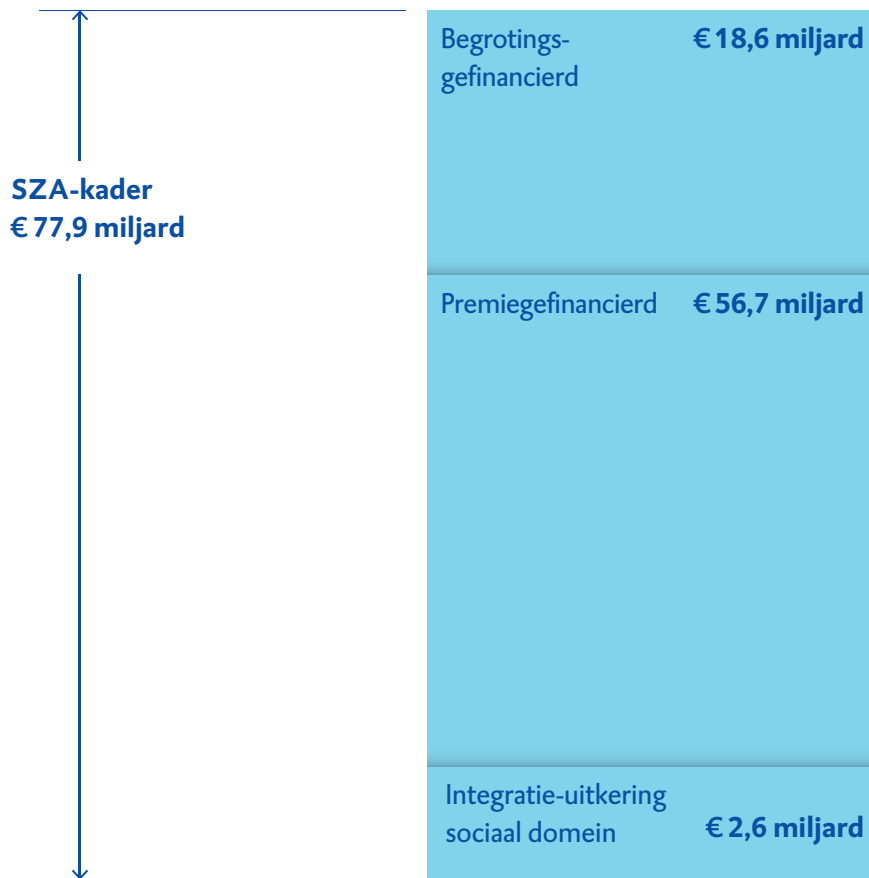 SZA-kader
€ 77,9 miljard
Begrotings-
gefinancierd
€ 18,6 miljard
Premiegefinancierd € 56,7 miljard
Integratie-uitkering
sociaal domein
€ 2,6 miljard